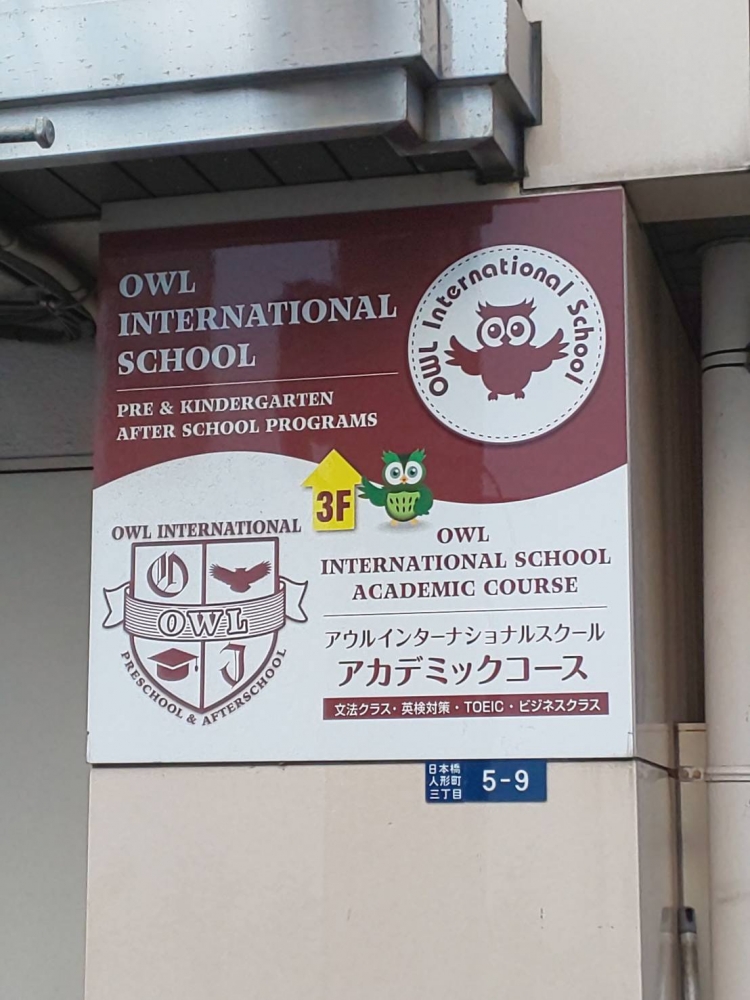 OWL
INTERNATIONAL
SCHOOL
PRE & KINDERGARTEN
AFTER SCHOOL PROGRAMS
OWL International School
3F
OWL INTERNATIONAL
O
OWL
J
PRESCHOOL & AFTERSCHOOL
OWL
INTERNATIONAL SCHOOL
ACADEMIC COURSE
アウルインターナショナルスクール
アカデミックコース
文法クラス・英検対策・TOEIC・ビジネスクラス
日本橋
人形町
三丁目
5-9